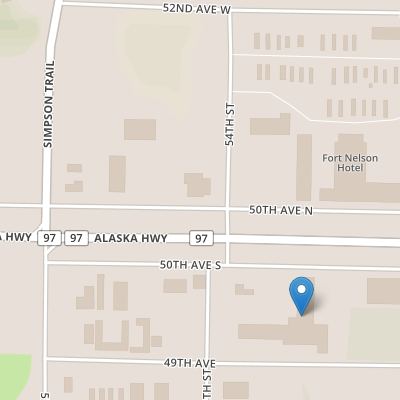 52ND AVE W
SIMPSON TRAIL
54TH ST
Fort Nelson
Hotel
50TH AVE N
HWY
97
97
ALASKA HWY
97
50TH AVE S
49TH AVE
TH ST
5